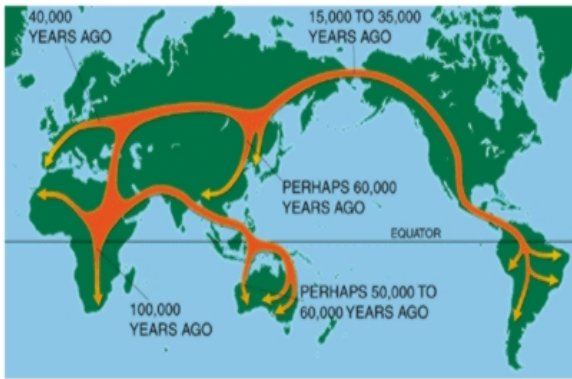 40,000
YEARS AGO
15,000 TO 35,000
YEARS AGO
PERHAPS 60,000
YEARS AGO
EQUATOR
100,000
YEARS AGO
PERHAPS 50,000 TO
60,000 YEARS AGO